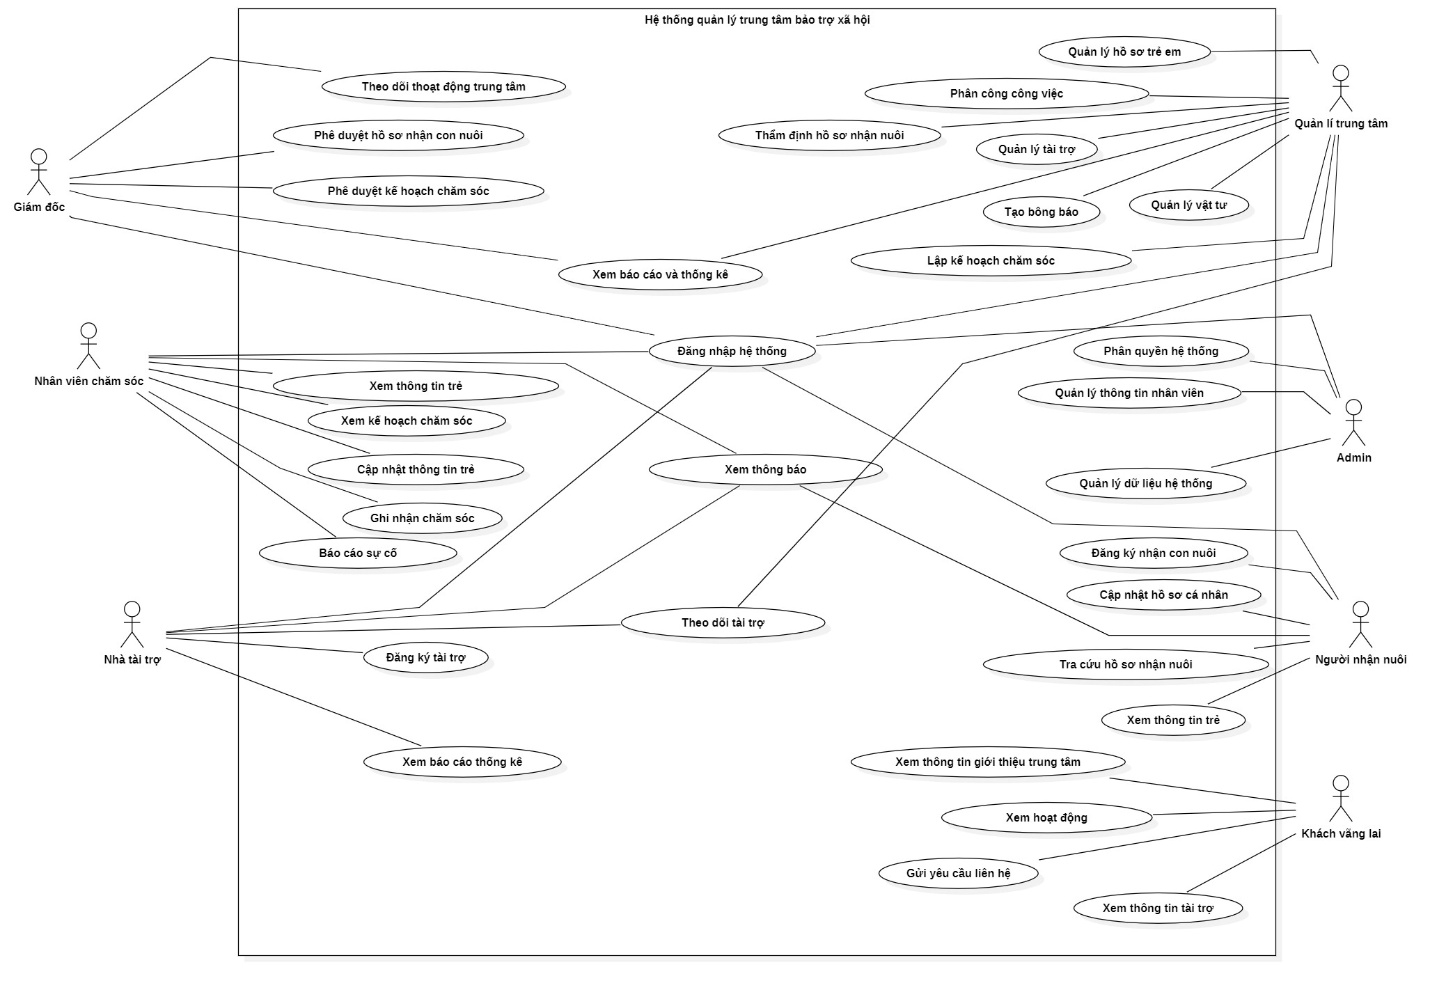 Hệ thống quản lý trung tâm bảo trợ xã hội
Quản lý hồ sơ trẻ em
Theo dõi thoạt động trung tâm
Phân công công việc
Quản lí trung tâm
Phê duyệt hồ sơ nhận con nuôi
Thẩm định hồ sơ nhận nuôi
Quản lý tài trợ
Phê duyệt kế hoạch chăm sóc
Giám đốc
Tạo bông báo
Quản lý vật tư
Lập kế hoạch chăm sóc
Xem báo cáo và thống kê
Đăng nhập hệ thống
Phân quyền hệ thống
Nhân viên chăm sóc
Xem thông tin trẻ
Quản lý thông tin nhân viên
Xem kế hoạch chăm sóc
Admin
Cập nhật thông tin trẻ
Xem thông báo
Quản lý dữ liệu hệ thống
Ghi nhận chăm sóc
Báo cáo sự cố
Đăng ký nhận con nuôi
Cập nhật hồ sơ cá nhân
Theo dõi tài trợ
Nhà tài trợ
Đăng ký tài trợ
Tra cứu hồ sơ nhận nuôi
Người nhận nuôi
Xem thông tin trẻ
Xem báo cáo thống kê
Xem thông tin giới thiệu trung tâm
Xem hoạt động
Khách vãng lai
Gửi yêu cầu liên hệ
Xem thông tin tài trợ